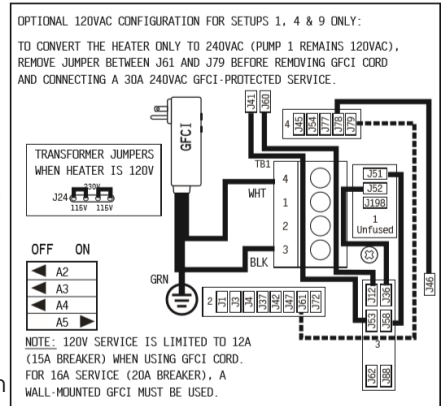 OPTIONAL 120VAC CONFIGURATION FOR SETUPS 1, 4 & 9 ONLY:
TO CONVERT THE HEATER ONLY TO 240VAC (PUMP 1 REMAINS 120VAC),
REMOVE JUMPER BETWEEN J61 AND J79 BEFORE REMOVING GFCI CORD
AND CONNECTING A 30A 240VAC GFCI-PROTECTED SERVICE.
GFCI
J41
J60
4
J45
J54
J77
J78
J79
TRANSFORMER JUMPERS
WHEN HEATER IS 120V
230V
J24
115V 115V
TB1
4
1
2
3
WHT
BLK
GRN
J51
J52
J198
1
Unfused
OFF ON
A2
A3
A4
A5
2
J1
J3
J4
J37
J42
J47
J61
J72
J12
J36
J53
J58
3
J62
J88
J46
NOTE: 120V SERVICE IS LIMITED TO 12A
(15A BREAKER) WHEN USING GFCI CORD.
FOR 16A SERVICE (20A BREAKER), A
WALL-MOUNTED GFCI MUST BE USED.
n